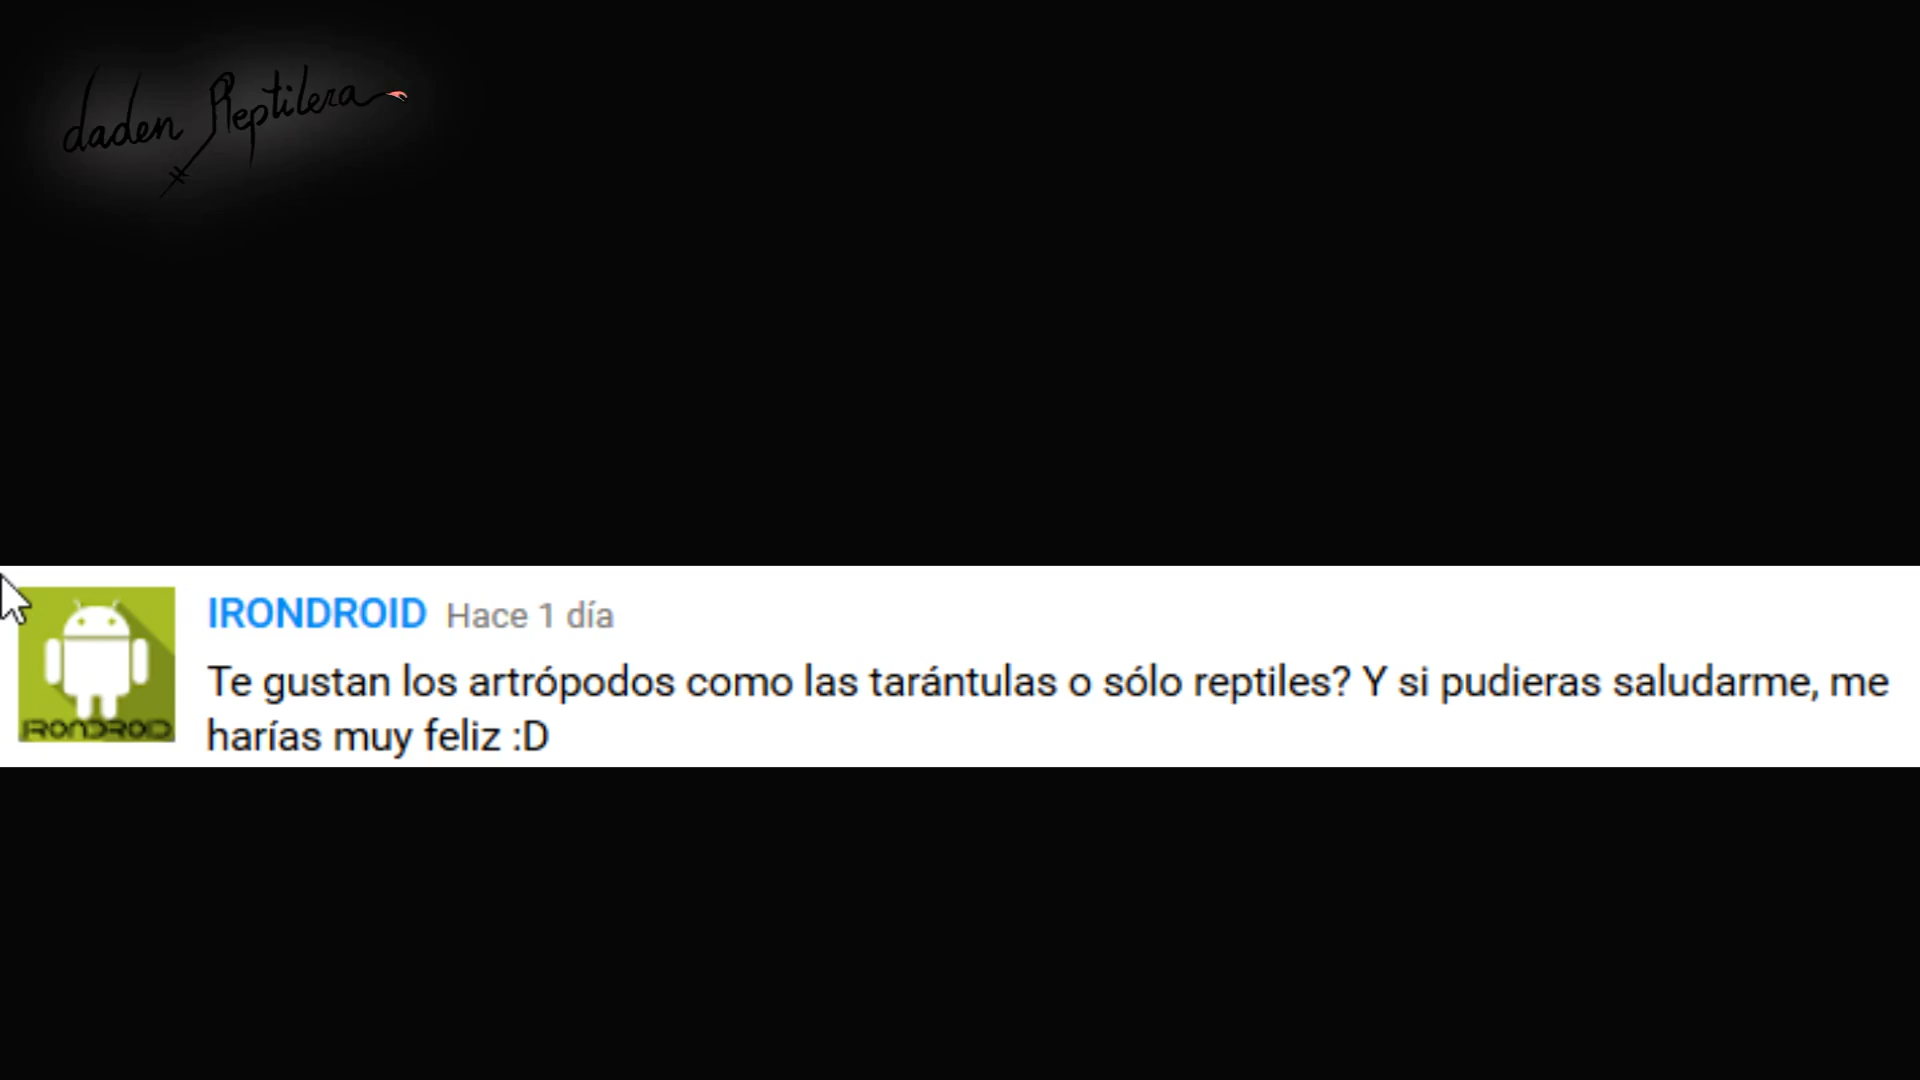 daden Reptilera
IRONDROID Hace 1 día
Te gustan los artrópodos como las tarántulas o sólo reptiles? Y si pudieras saludarme, me
harías muy feliz :D
IRONDROID